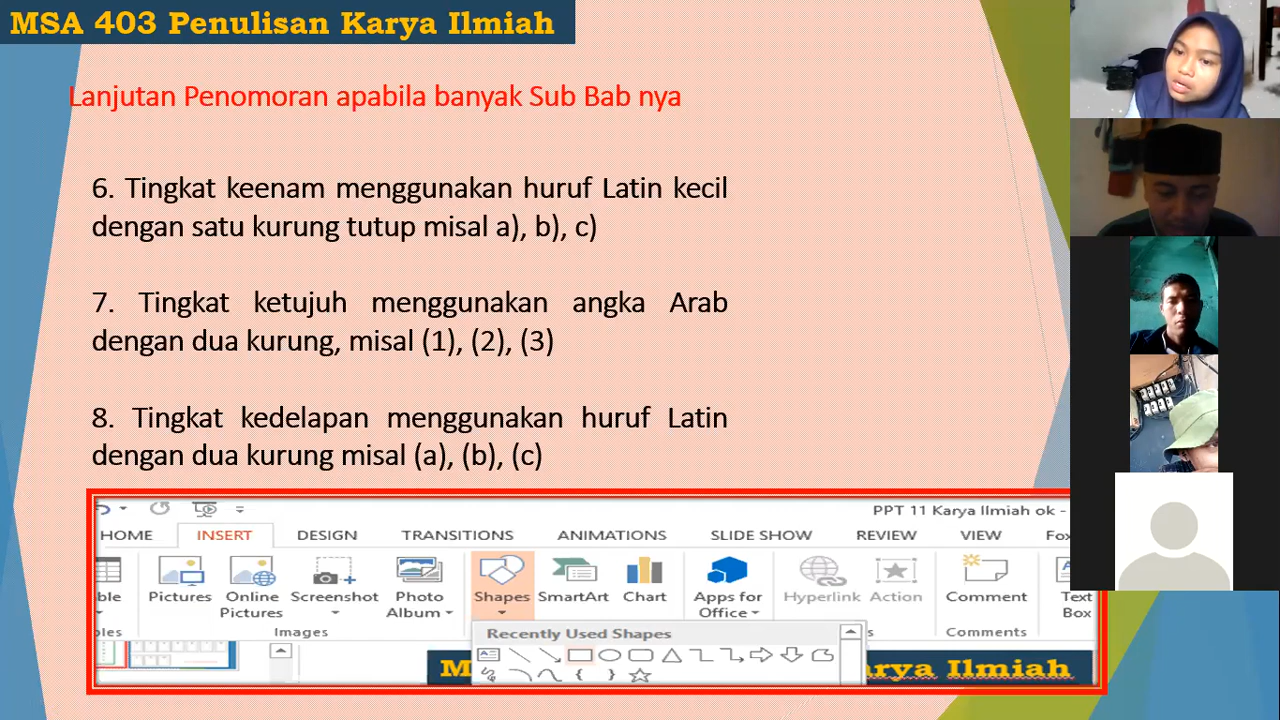 MSA 403 Penulisan Karya Ilmiah
Lanjutan Penomoran apabila banyak Sub Bab nya
6. Tingkat keenam menggunakan huruf Latin kecil
dengan satu kurung tutup misal a), b), c)
7. Tingkat ketujuh menggunakan angka Arab
dengan dua kurung, misal (1), (2), (3)
8. Tingkat kedelapan menggunakan huruf Latin
dengan dua kurung misal (a), (b), (c)
PPT 11 Karya Ilmiah ok -
HOME INSERT DESIGN TRANSITIONS ANIMATIONS SLIDE SHOW REVIEW VIEW Fox
ble Pictures Online Pictures Screenshot Photo Album Shapes SmartArt Chart Apps for Office Hyperlink Action Comment Text Box
bles Images s Comments
Recently Used Shapes
M arya Ilmiah